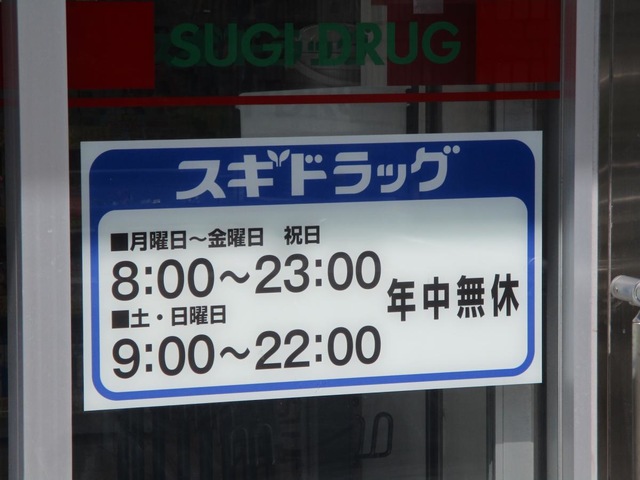 SUGI DRUG
スギドラッグ
■月曜日～金曜日 祝日
8:00～23:00
年中無休
■土・日曜日
9:00～22:00